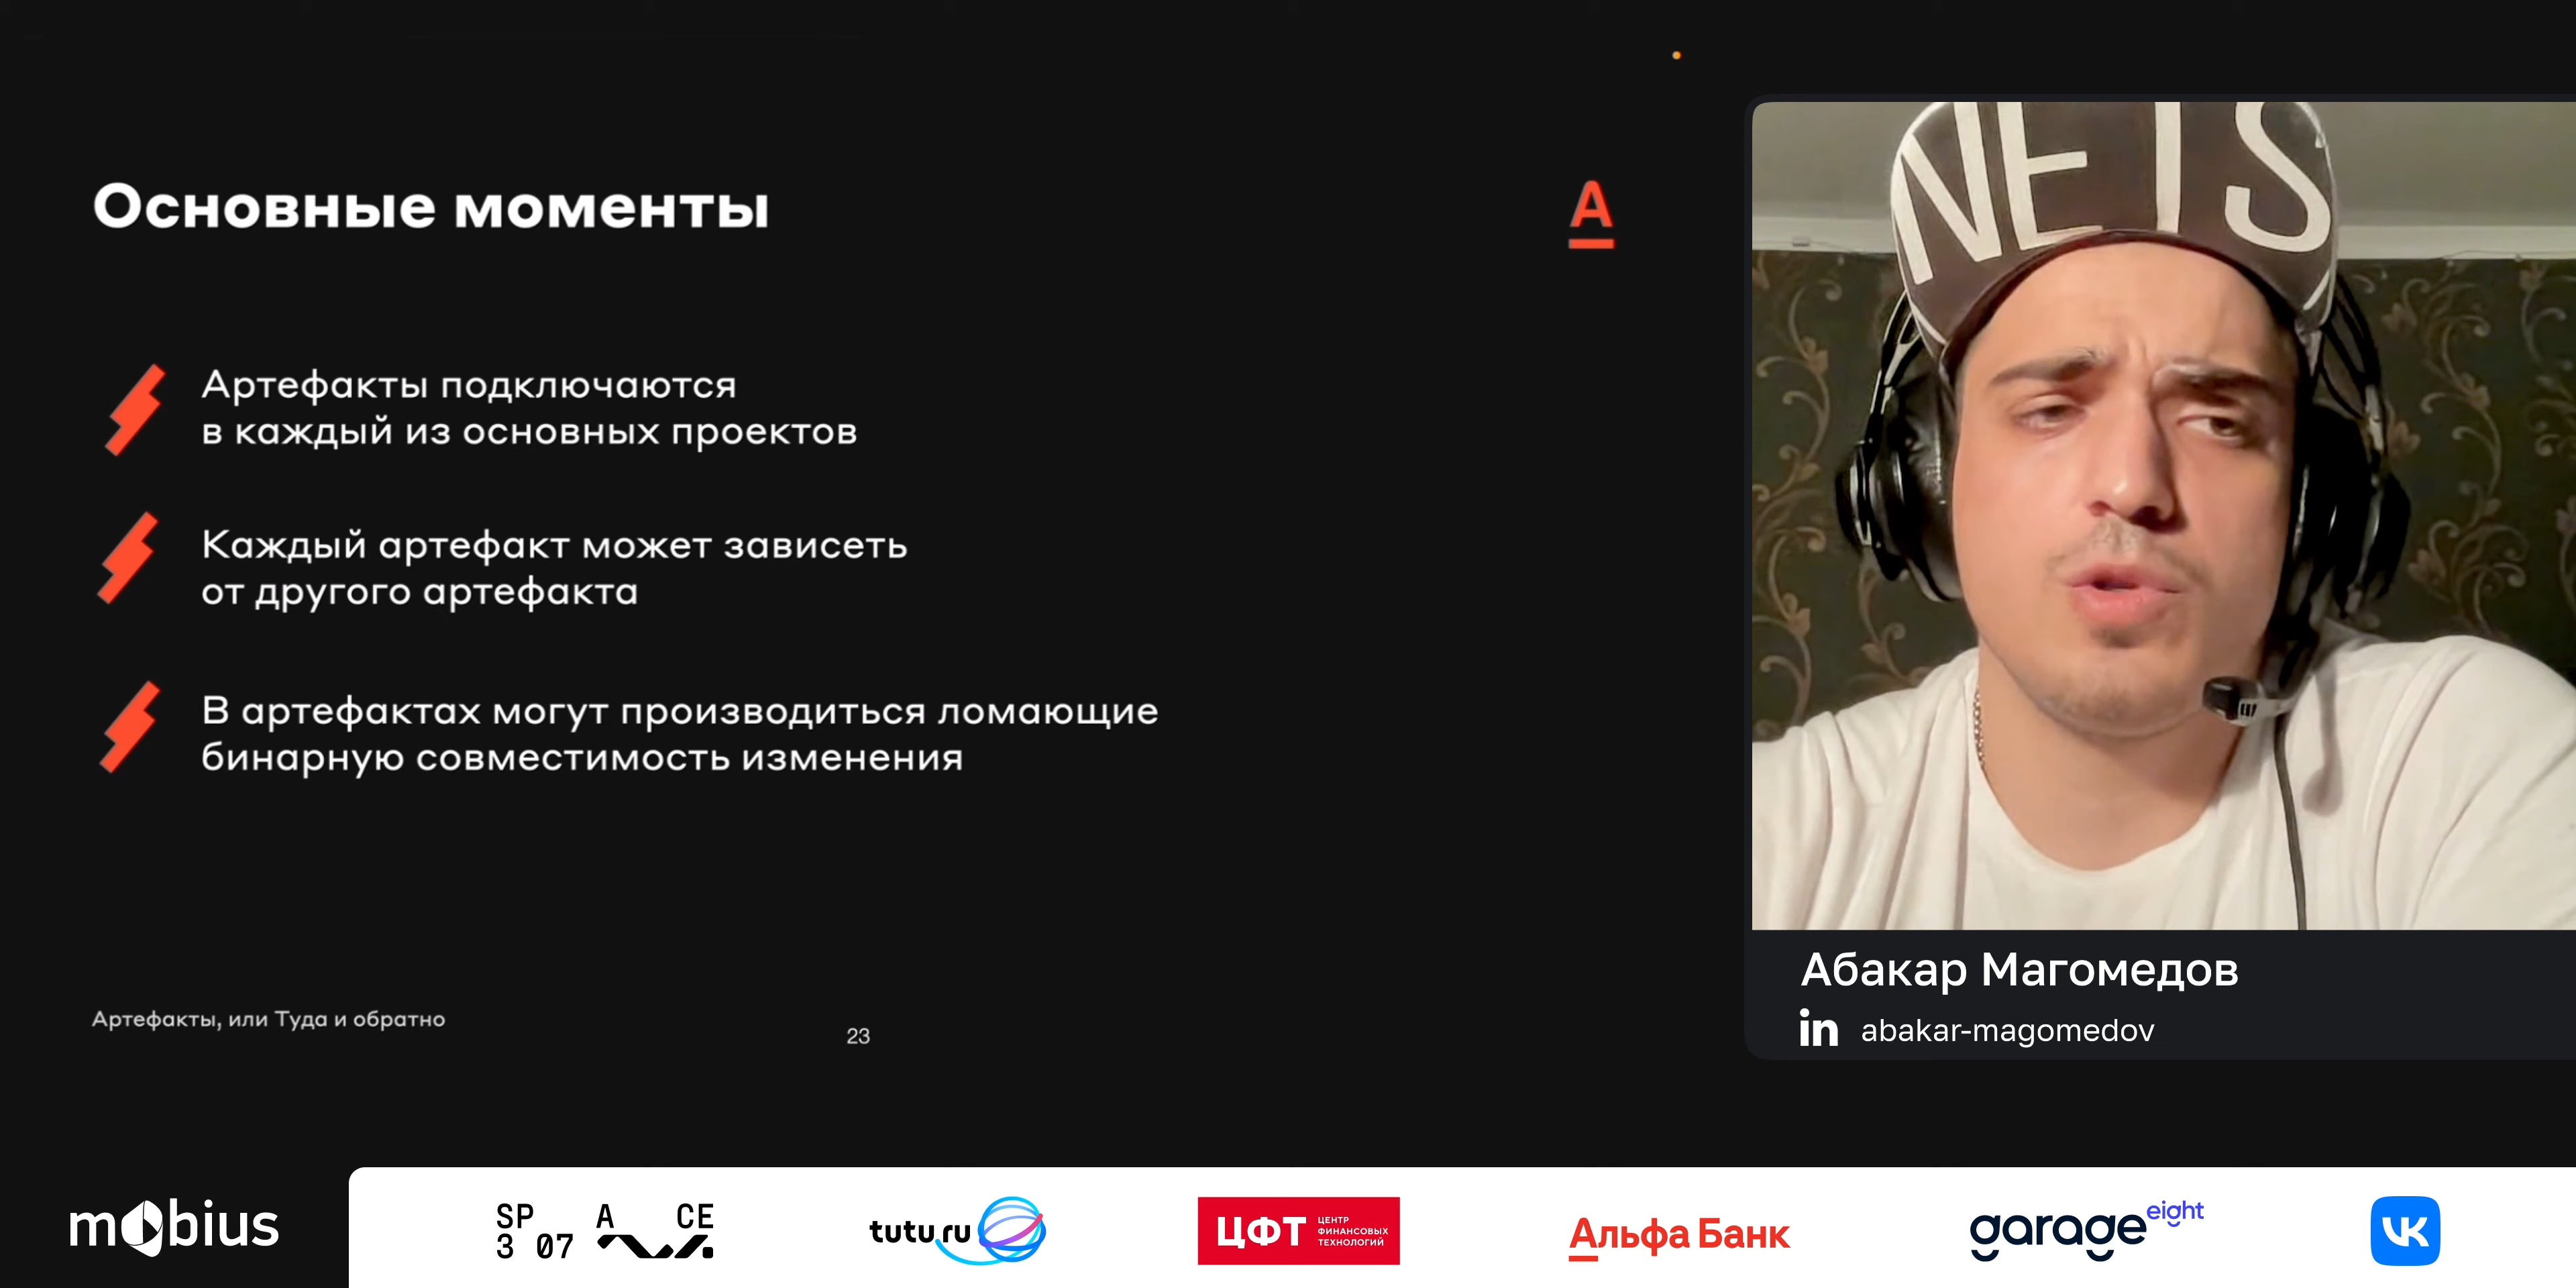 Основные моменты
А
Артефакты подключаются
в каждый из основных проектов
Каждый артефакт может зависеть
от другого артефакта
В артефактах могут производиться ломающие
бинарную совместимость изменения
Артефакты, или Туда и обратно
23
NETS
Абакар Магомедов
in abakar-magomedov
mobius
SP A CE
3 07
tutu.ru
ЦФТ
ЦЕНТР
ФИНАНСОВЫХ
ТЕХНОЛОГИЙ
Альфа Банк
garage eight
VK